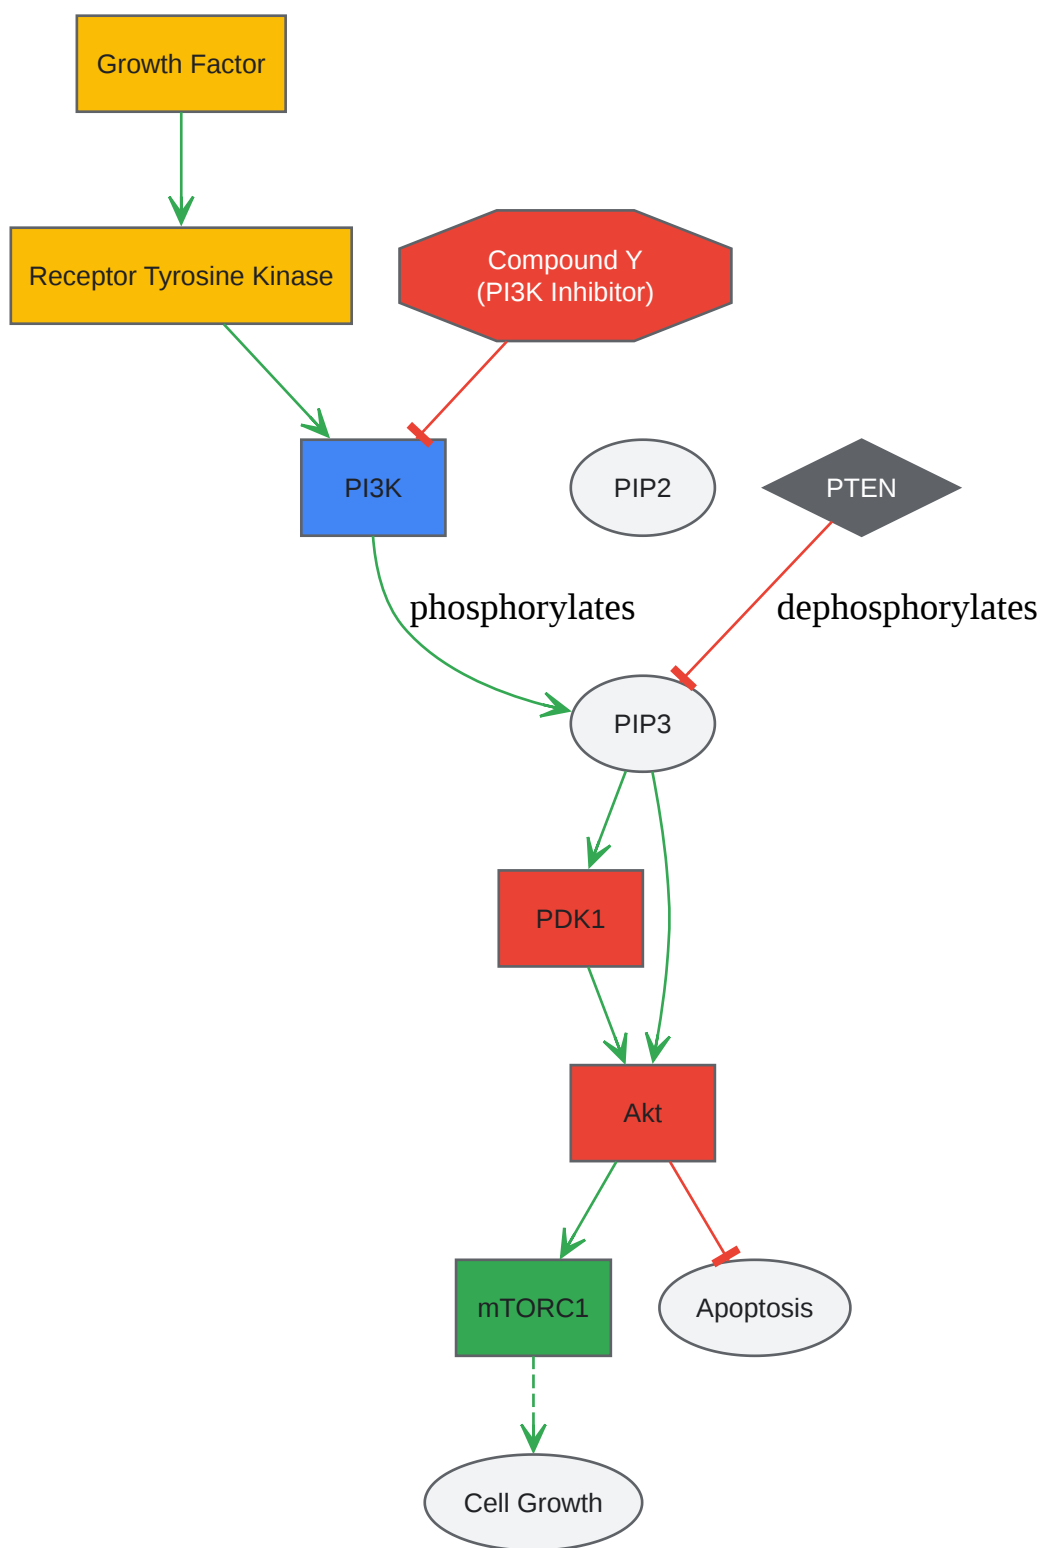 Growth Factor
Receptor Tyrosine Kinase
Compound Y
(PI3K Inhibitor)
PI3K
PIP2
PTEN
phosphorylates
dephosphorylates
PIP3
PDK1
Akt
mTORC1
Apoptosis
Cell Growth